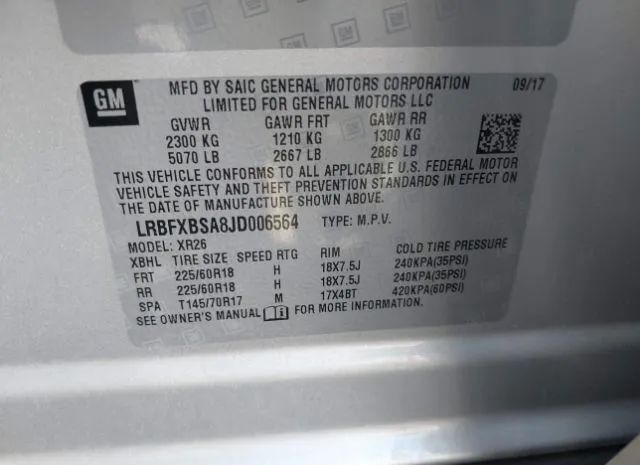 GM
MFD BY SAIC GENERAL MOTORS CORPORATION 09/17
LIMITED FOR GENERAL MOTORS LLC
GVWR GAWR FRT GAWR RR
2300 KG 1210 KG 1300 KG
5070 LB 2667 LB 2866 LB
THIS VEHICLE CONFORMS TO ALL APPLICABLE U.S. FEDERAL MOTOR
VEHICLE SAFETY AND THEFT PREVENTION STANDARDS IN EFFECT ON
THE DATE OF MANUFACTURE SHOWN ABOVE.
LRBFXBSA8JD006564 TYPE: M.P.V.
MODEL: XR26
XBHL TIRE SIZE SPEED RTG RIM COLD TIRE PRESSURE
FRT 225/60R18 H 18X7.5J 240KPA(35PSI)
RR 225/60R18 H 18X7.5J 240KPA(35PSI)
SPA T145/70R17 M 17X4BT 420KPA(60PSI)
SEE OWNER'S MANUAL FOR MORE INFORMATION.